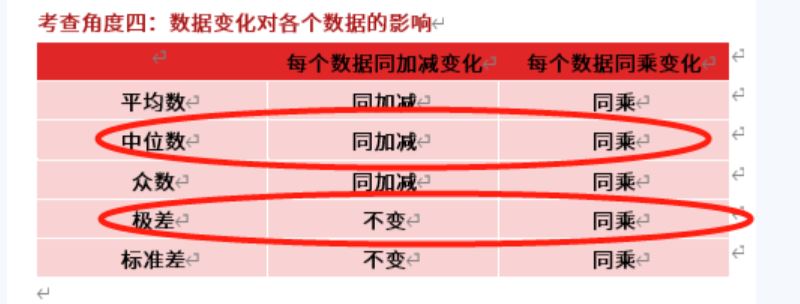 考查角度四：数据变化对各个数据的影响
每个数据同加减变化 每个数据同乘变化
平均数 同加减 同乘
中位数 同加减 同乘
众数 同加减 同乘
极差 不变 同乘
标准差 不变 同乘